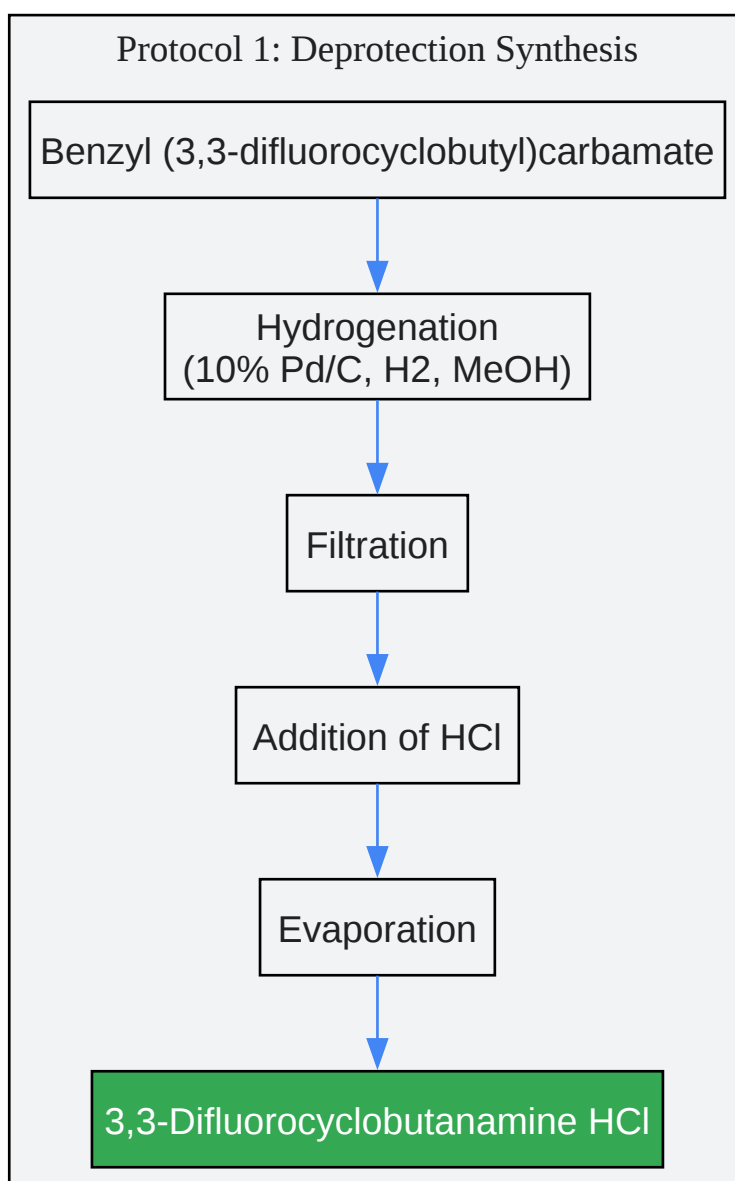 Protocol 1: Deprotection Synthesis
Benzyl (3,3-difluorocyclobutyl)carbamate
Hydrogenation
(10% Pd/C, H2, MeOH)
Filtration
Addition of HCl
Evaporation
3,3-Difluorocyclobutanamine HCl